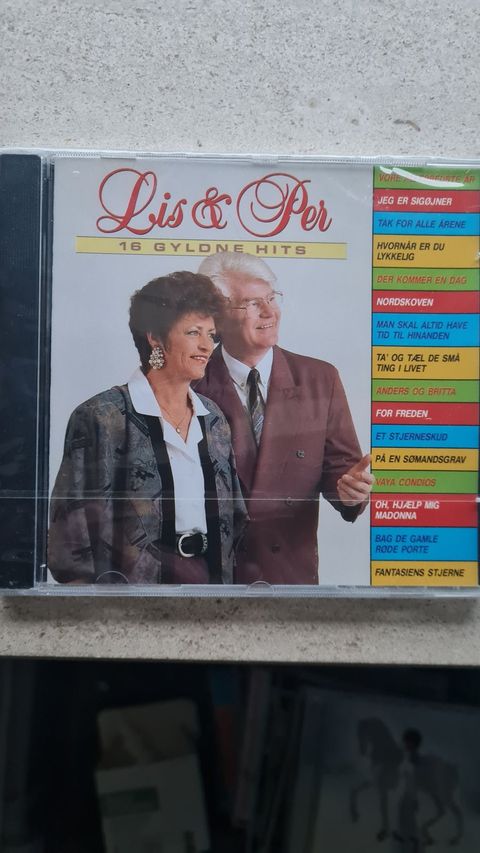 Lis & Per
16 GYLDNE HITS
VORE ÅR
JEG ER SIGØJNER
TAK FOR ALLE ÅRENE
HVORNÅR ER DU
LYKKELIG
DER KOMMER EN DAG
NORDSKOVEN
MAN SKAL ALTID HAVE
TID TIL HINANDEN
TA' OG TÆL DE SMÅ
TING I LIVET
ANDERS OG BRITTA
FOR FREDEN
ET STJERNESKUD
PÅ EN SØMANDSGRAV
VAYA CONDIOS
OH, HJÆLP MIG
MADONNA
BAG DE GAMLE
RØDE PORTE
FANTASIENS STJERNE